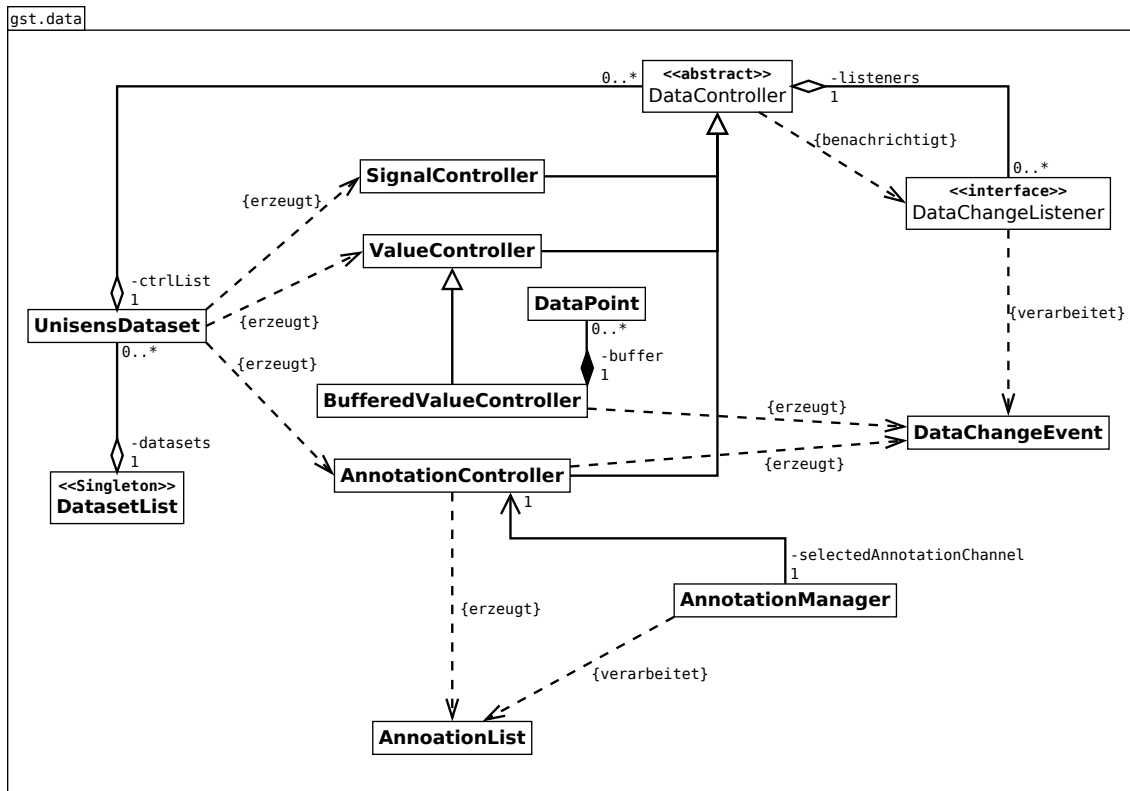 gst.data
<<abstract>>
DataController
0..*
-listeners
1
{benachrichtigt}
SignalController
0..*
<<interface>>
DataChangeListener
{erzeugt}
ValueController
-ctrlList
1
UnisensDataset
0..*
{erzeugt}
DataPoint
0..*
{verarbeitet}
-buffer
1
{erzeugt}
BufferedValueController
{erzeugt}
DataChangeEvent
-datasets
1
<<Singleton>>
DatasetList
AnnotationController
{erzeugt}
1
-selectedAnnotationChannel
1
AnnotationManager
{erzeugt}
{verarbeitet}
AnnoationList